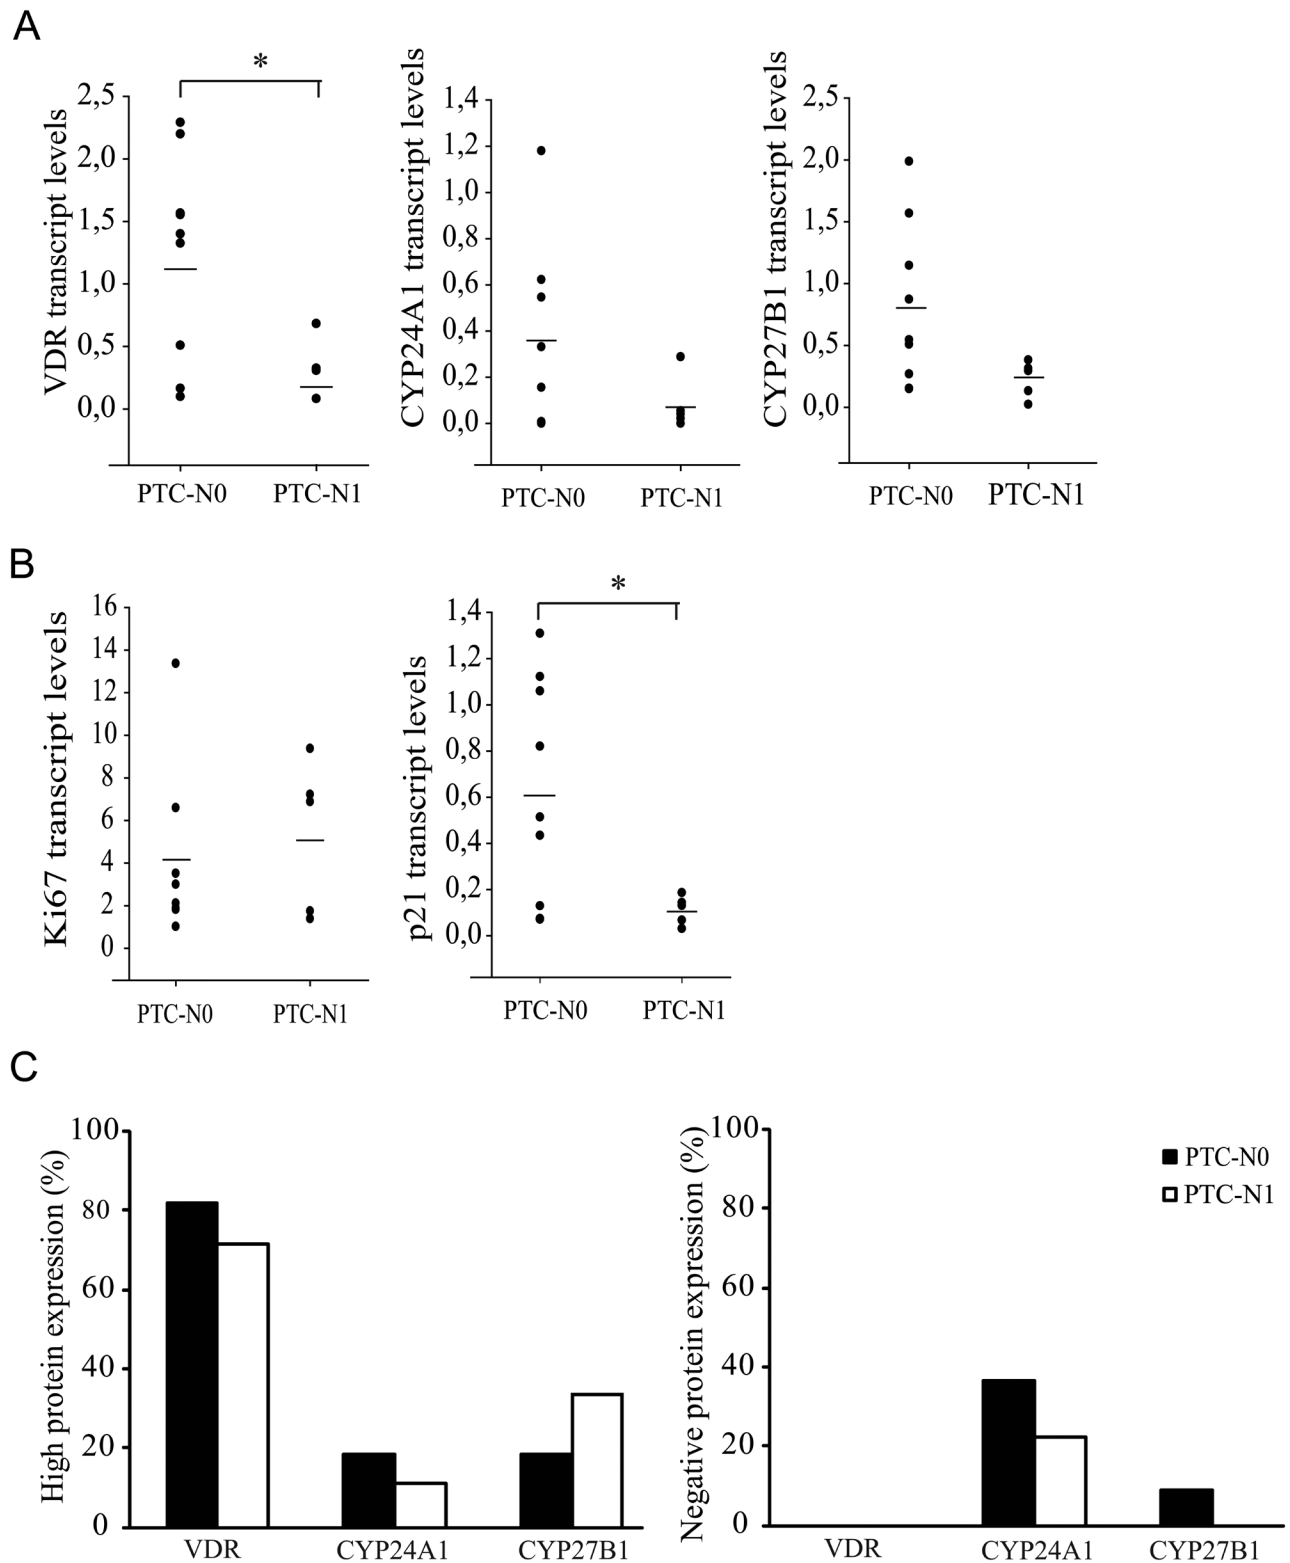 A
*
VDR transcript levels
2,5
2,0
1,5
1,0
0,5
0,0
PTC-N0
PTC-N1
CYP24A1 transcript levels
1,4
1,2
1,0
0,8
0,6
0,4
0,2
0,0
PTC-N0
PTC-N1
CYP27B1 transcript levels
2,5
2,0
1,5
1,0
0,5
0,0
PTC-N0
PTC-N1
B
Ki67 transcript levels
16
14
12
10
8
6
4
2
0
PTC-N0
PTC-N1
*
p21 transcript levels
1,4
1,2
1,0
0,8
0,6
0,4
0,2
0,0
PTC-N0
PTC-N1
C
High protein expression (%)
100
80
60
40
20
0
VDR
CYP24A1
CYP27B1
Negative protein expression (%)
100
80
60
40
20
0
VDR
CYP24A1
CYP27B1
PTC-N0
PTC-N1